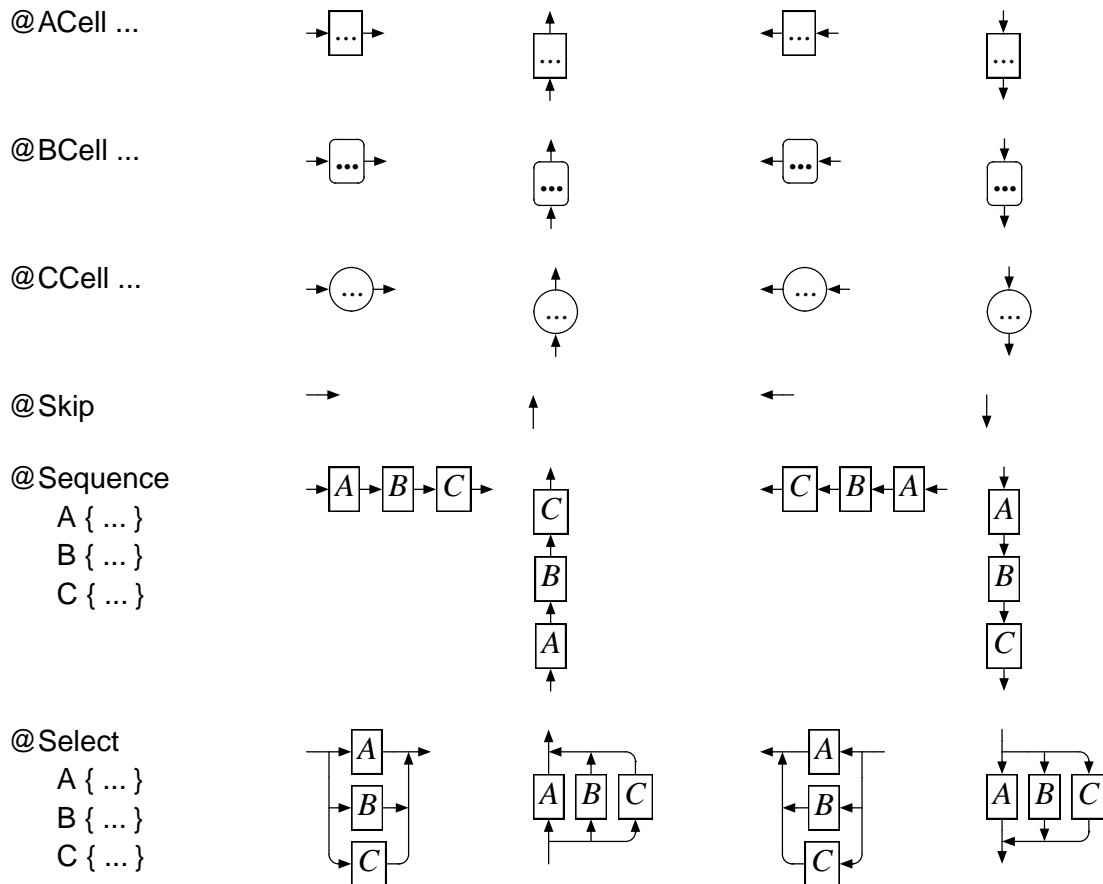 @ACell ... ... ... ... ...
@BCell ... ... ... ... ...
@CCell ... ... ... ... ...
@Skip
@Sequence A B C C B A
A { ... } C A
B { ... } B B
C { ... } A C
@Select A A
A { ... } A B C A B C
B { ... } B B
C { ... } C C